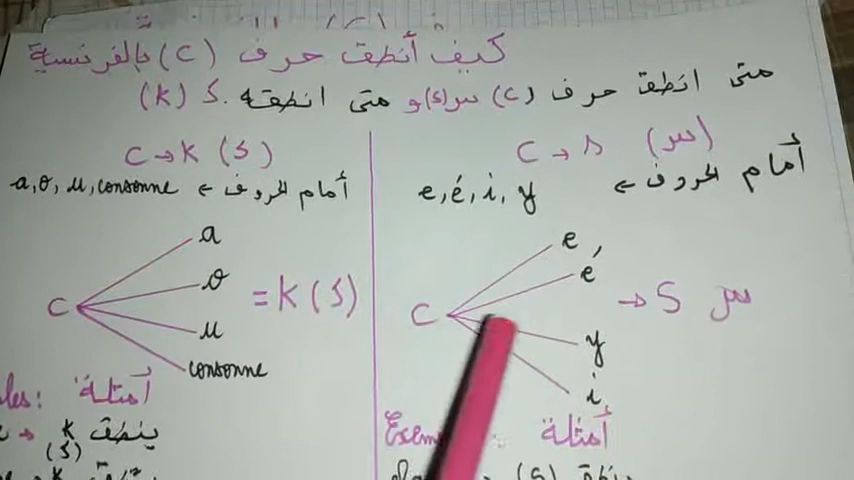 كيف أنطق حرف (c) بالفرنسية
متى انطق حرف (c) س(s) و متى انطقه ك (k).
c → s (س)
أمام الحروف ← e, é, i, y
c
e
é
y
i
→ S س
أمثلة
c → k (ك)
أمام الحروف ← a, o, u, consonne
c
a
o
u
consonne
= k (ك)
أمثلة:
ينطق k
(ك)